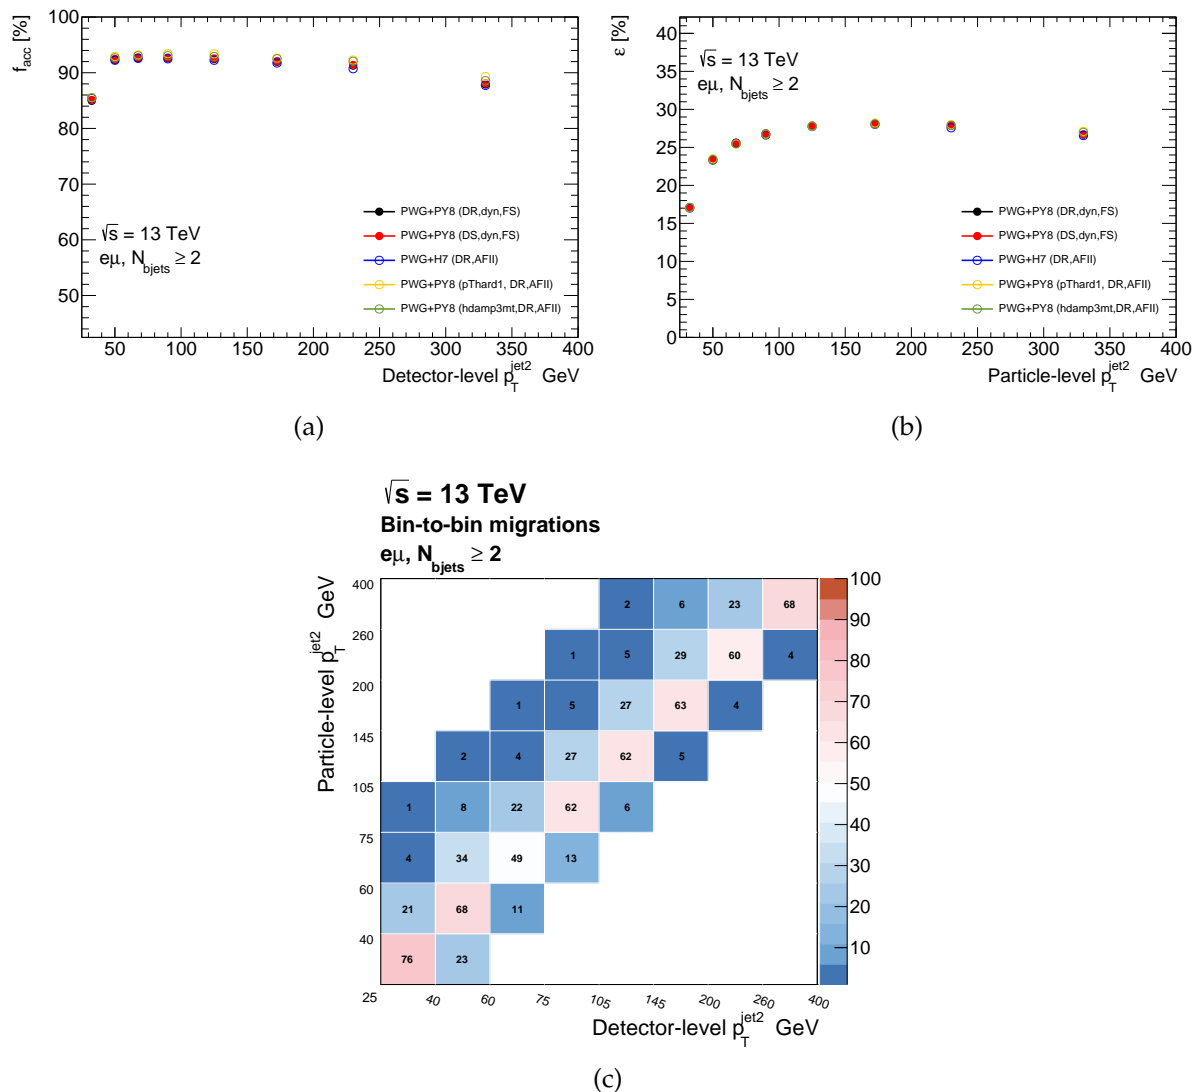 f_acc [%]
100
90
80
70
60
50
√s = 13 TeV
eμ, N_bjets ≥ 2
PWG+PY8 (DR,dyn,FS)
PWG+PY8 (DS,dyn,FS)
PWG+H7 (DR,AFII)
PWG+PY8 (pThard1, DR,AFII)
PWG+PY8 (hdamp3mt,DR,AFII)
50 100 150 200 250 300 350 400
Detector-level p_T^jet2 GeV
(a)
ε [%]
40
35
30
25
20
15
10
5
0
√s = 13 TeV
eμ, N_bjets ≥ 2
PWG+PY8 (DR,dyn,FS)
PWG+PY8 (DS,dyn,FS)
PWG+H7 (DR,AFII)
PWG+PY8 (pThard1, DR,AFII)
PWG+PY8 (hdamp3mt,DR,AFII)
50 100 150 200 250 300 350 400
Particle-level p_T^jet2 GeV
(b)
√s = 13 TeV
Bin-to-bin migrations
eμ, N_bjets ≥ 2
Particle-level p_T^jet2 GeV
400
260
200
145
105
75
60
40
25
2 6 23 68
1 5 29 60 4
1 5 27 63 4
2 4 27 62 5
1 8 22 62 6
4 34 49 13
21 68 11
76 23
40 60 75 105 145 200 260 400
Detector-level p_T^jet2 GeV
100
90
80
70
60
50
40
30
20
10
(c)